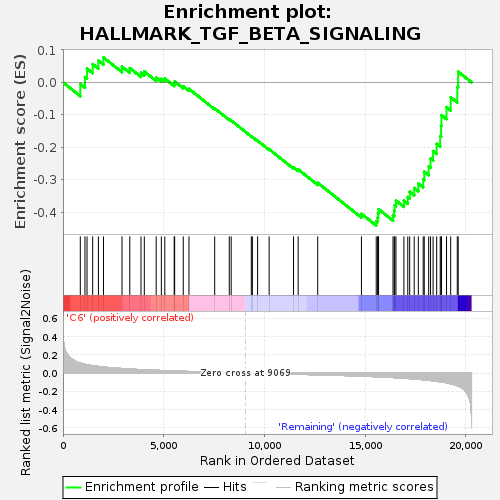 Enrichment plot:
HALLMARK_TGF_BETA_SIGNALING
Enrichment score (ES)
0.1
0.0
-0.1
-0.2
-0.3
-0.4
Ranked list metric (Signal2Noise)
'C6' (positively correlated)
0.6
0.4
0.2
0.0
-0.2
-0.4
-0.6
Zero cross at 9069
'Remaining' (negatively correlated)
0
5,000
10,000
15,000
20,000
Rank in Ordered Dataset
Enrichment profile
Hits
Ranking metric scores